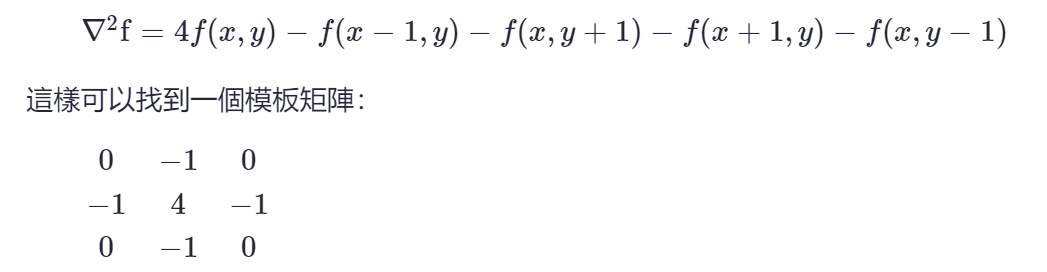 ∇²f = 4f(x, y) − f(x − 1, y) − f(x, y + 1) − f(x + 1, y) − f(x, y − 1)
這樣可以找到一個模板矩陣：
0 −1 0
−1 4 −1
0 −1 0